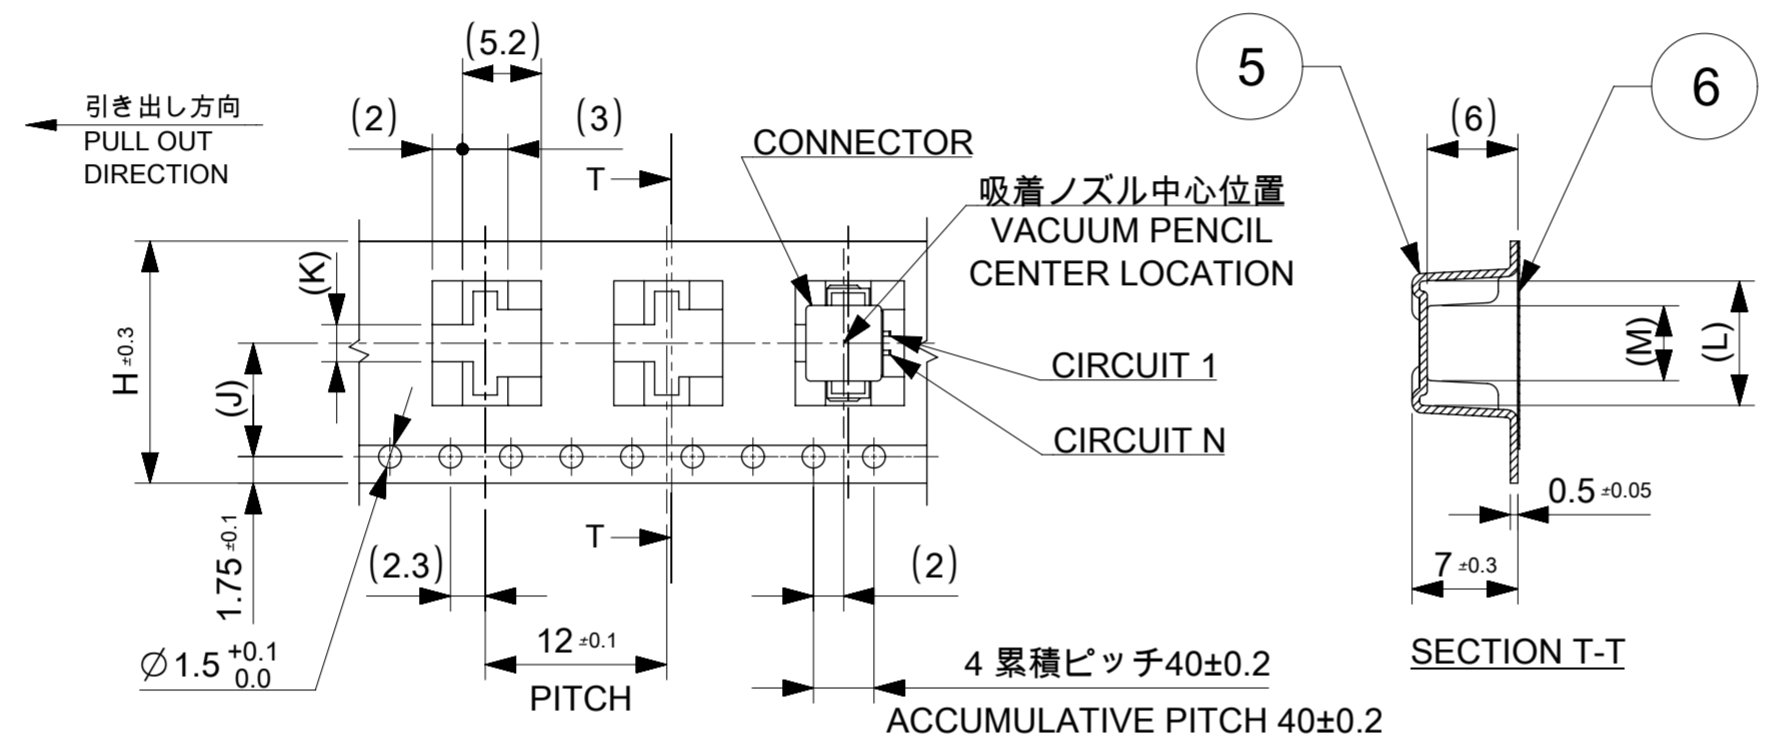 (5.2)
5
6
引き出し方向
PULL OUT
DIRECTION
(2)
(3)
(6)
CONNECTOR
T
吸着ノズル中心位置
VACUUM PENCIL
CENTER LOCATION
(K)
H ±0.3
(J)
(M)
(L)
CIRCUIT 1
CIRCUIT N
0.5 ±0.05
1.75 ±0.1
T
(2.3)
(2)
7 ±0.3
⌀1.5 +0.1
0.0
12 ±0.1
PITCH
4 累積ピッチ40±0.2
ACCUMULATIVE PITCH 40±0.2
SECTION T-T